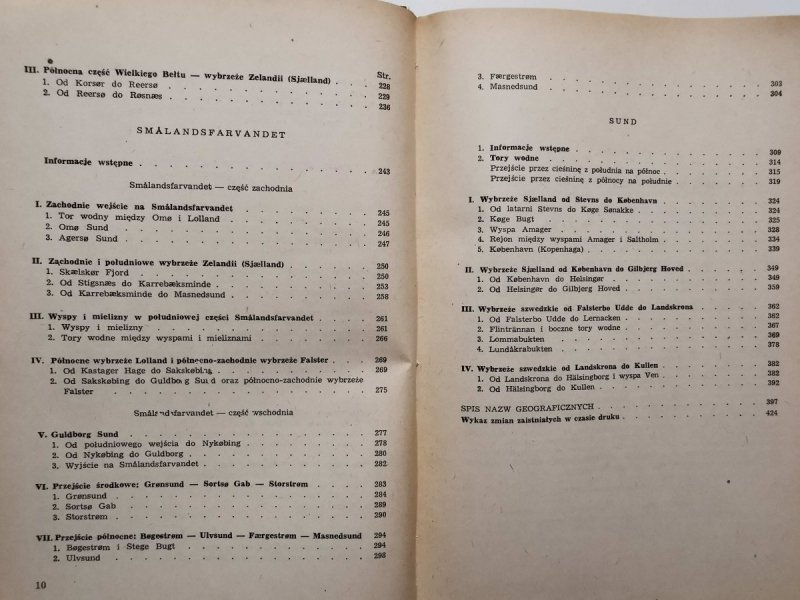 Str.
III. Północna część Wielkiego Bełtu — wybrzeże Zelandii (Sjælland) . . . 228
1. Od Korsør do Reersø . . . 229
2. Od Reersø do Røsnæs . . . 236
SMÅLANDSFARVANDET
Informacje wstępne . . . 243
Smålandsfarvandet — część zachodnia
I. Zachodnie wejście na Smålandsfarvandet . . . 245
1. Tor wodny między Omø i Lolland . . . 245
2. Omø Sund . . . 246
3. Agersø Sund . . . 247
II. Zachodnie i południowe wybrzeże Zelandii (Sjælland) . . . 250
1. Skælskør Fjord . . . 250
2. Od Stigsnæs do Karrebæksminde . . . 253
3. Od Karrebæksminde do Masnedsund . . . 258
III. Wyspy i mielizny w południowej części Smålandsfarvandet . . . 261
1. Wyspy i mielizny . . . 261
2. Tory wodne między wyspami i mieliznami . . . 266
IV. Północne wybrzeże Lolland i północno-zachodnie wybrzeże Falster . . . 269
1. Od Kastager Hage do Sakskøbing . . . 269
2. Od Sakskøbing do Guldborg Sund oraz północno-zachodnie wybrzeże
Falster . . . 275
Smålandsfarvandet — część wschodnia
V. Guldborg Sund . . . 277
1. Od południowego wejścia do Nykøbing . . . 278
2. Od Nykøbing do Guldborg . . . 280
3. Wyjście na Smålandsfarvandet . . . 282
VI. Przejście środkowe: Grønsund — Sortsø Gab — Storstrøm . . . 283
1. Grønsund . . . 284
2. Sortsø Gab . . . 289
3. Storstrøm . . . 290
VII. Przejście północne: Bøgestrøm — Ulvsund — Færgestrøm — Masnedsund 294
1. Bøgestrøm i Stege Bugt . . . 294
2. Ulvsund . . . 298
10
3. Færgestrøm . . . 303
4. Masnedsund . . . 304
SUND
1. Informacje wstępne . . . 309
2. Tory wodne . . . 314
Przejście przez cieśninę z południa na północ . . . 315
Przejście przez cieśninę z północy na południe . . . 319
I. Wybrzeże Sjælland od Stevns do København . . . 324
1. Od latarni Stevns do Køge Sønakke . . . 324
2. Køge Bugt . . . 325
3. Wyspa Amager . . . 328
4. Rejon między wyspami Amager i Saltholm . . . 334
5. København (Kopenhaga) . . . 339
II. Wybrzeże Sjælland od København do Gilbjerg Hoved . . . 349
1. Od København do Helsingør . . . 349
2. Od Helsingør do Gilbjerg Hoved . . . 359
III. Wybrzeże szwedzkie od Falsterbo Udde do Landskrona . . . 362
1. Od Falsterbo Udde do Lernacken . . . 362
2. Flintrännan i boczne tory wodne . . . 367
3. Lommabukten . . . 369
4. Lundåkrabukten . . . 378
IV. Wybrzeże szwedzkie od Landskrona do Kullen . . . 382
1. Od Landskrona do Hälsingborg i wyspa Ven . . . 382
2. Od Hälsingborg do Kullen . . . 392
SPIS NAZW GEOGRAFICZNYCH . . . 397
Wykaz zmian zaistniałych w czasie druku . . . 424